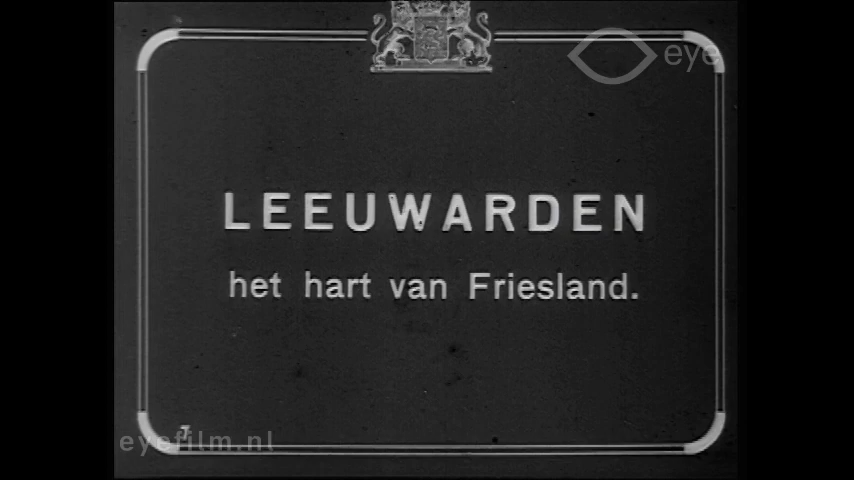 eye
LEEUWARDEN
het hart van Friesland.
J
eyefilm.nl